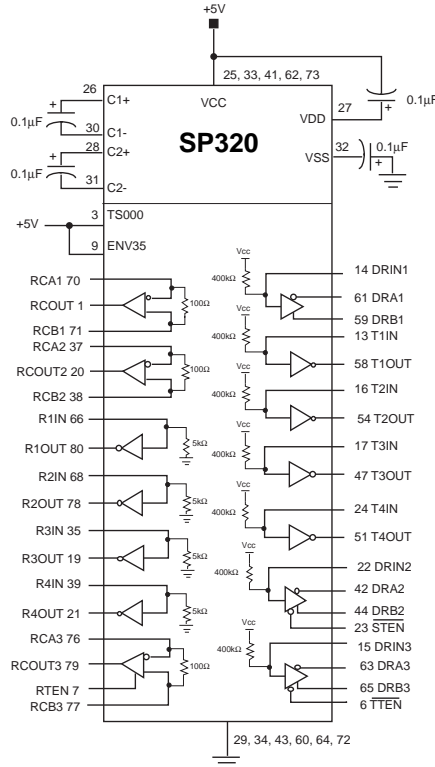 +5V
25, 33, 41, 62, 73
VCC
SP320
26
C1+
0.1µF
30
C1-
28
C2+
0.1µF
31
C2-
27
VDD
0.1µF
32
VSS
0.1µF
+
+
+
+
+5V
3 TS000
9 ENV35
RCA1 70
RCOUT 1
100Ω
RCB1 71
RCA2 37
RCOUT2 20
100Ω
RCB2 38
R1IN 66
5kΩ
R1OUT 80
R2IN 68
5kΩ
R2OUT 78
R3IN 35
5kΩ
R3OUT 19
R4IN 39
5kΩ
R4OUT 21
RCA3 76
RCOUT3 79
100Ω
RTEN 7
RCB3 77
Vcc
400kΩ
14 DRIN1
61 DRA1
59 DRB1
Vcc
400kΩ
13 T1IN
58 T1OUT
Vcc
400kΩ
16 T2IN
54 T2OUT
Vcc
400kΩ
17 T3IN
47 T3OUT
Vcc
400kΩ
24 T4IN
51 T4OUT
Vcc
400kΩ
22 DRIN2
42 DRA2
44 DRB2
23 STEN
Vcc
400kΩ
15 DRIN3
63 DRA3
65 DRB3
6 TTEN
29, 34, 43, 60, 64, 72